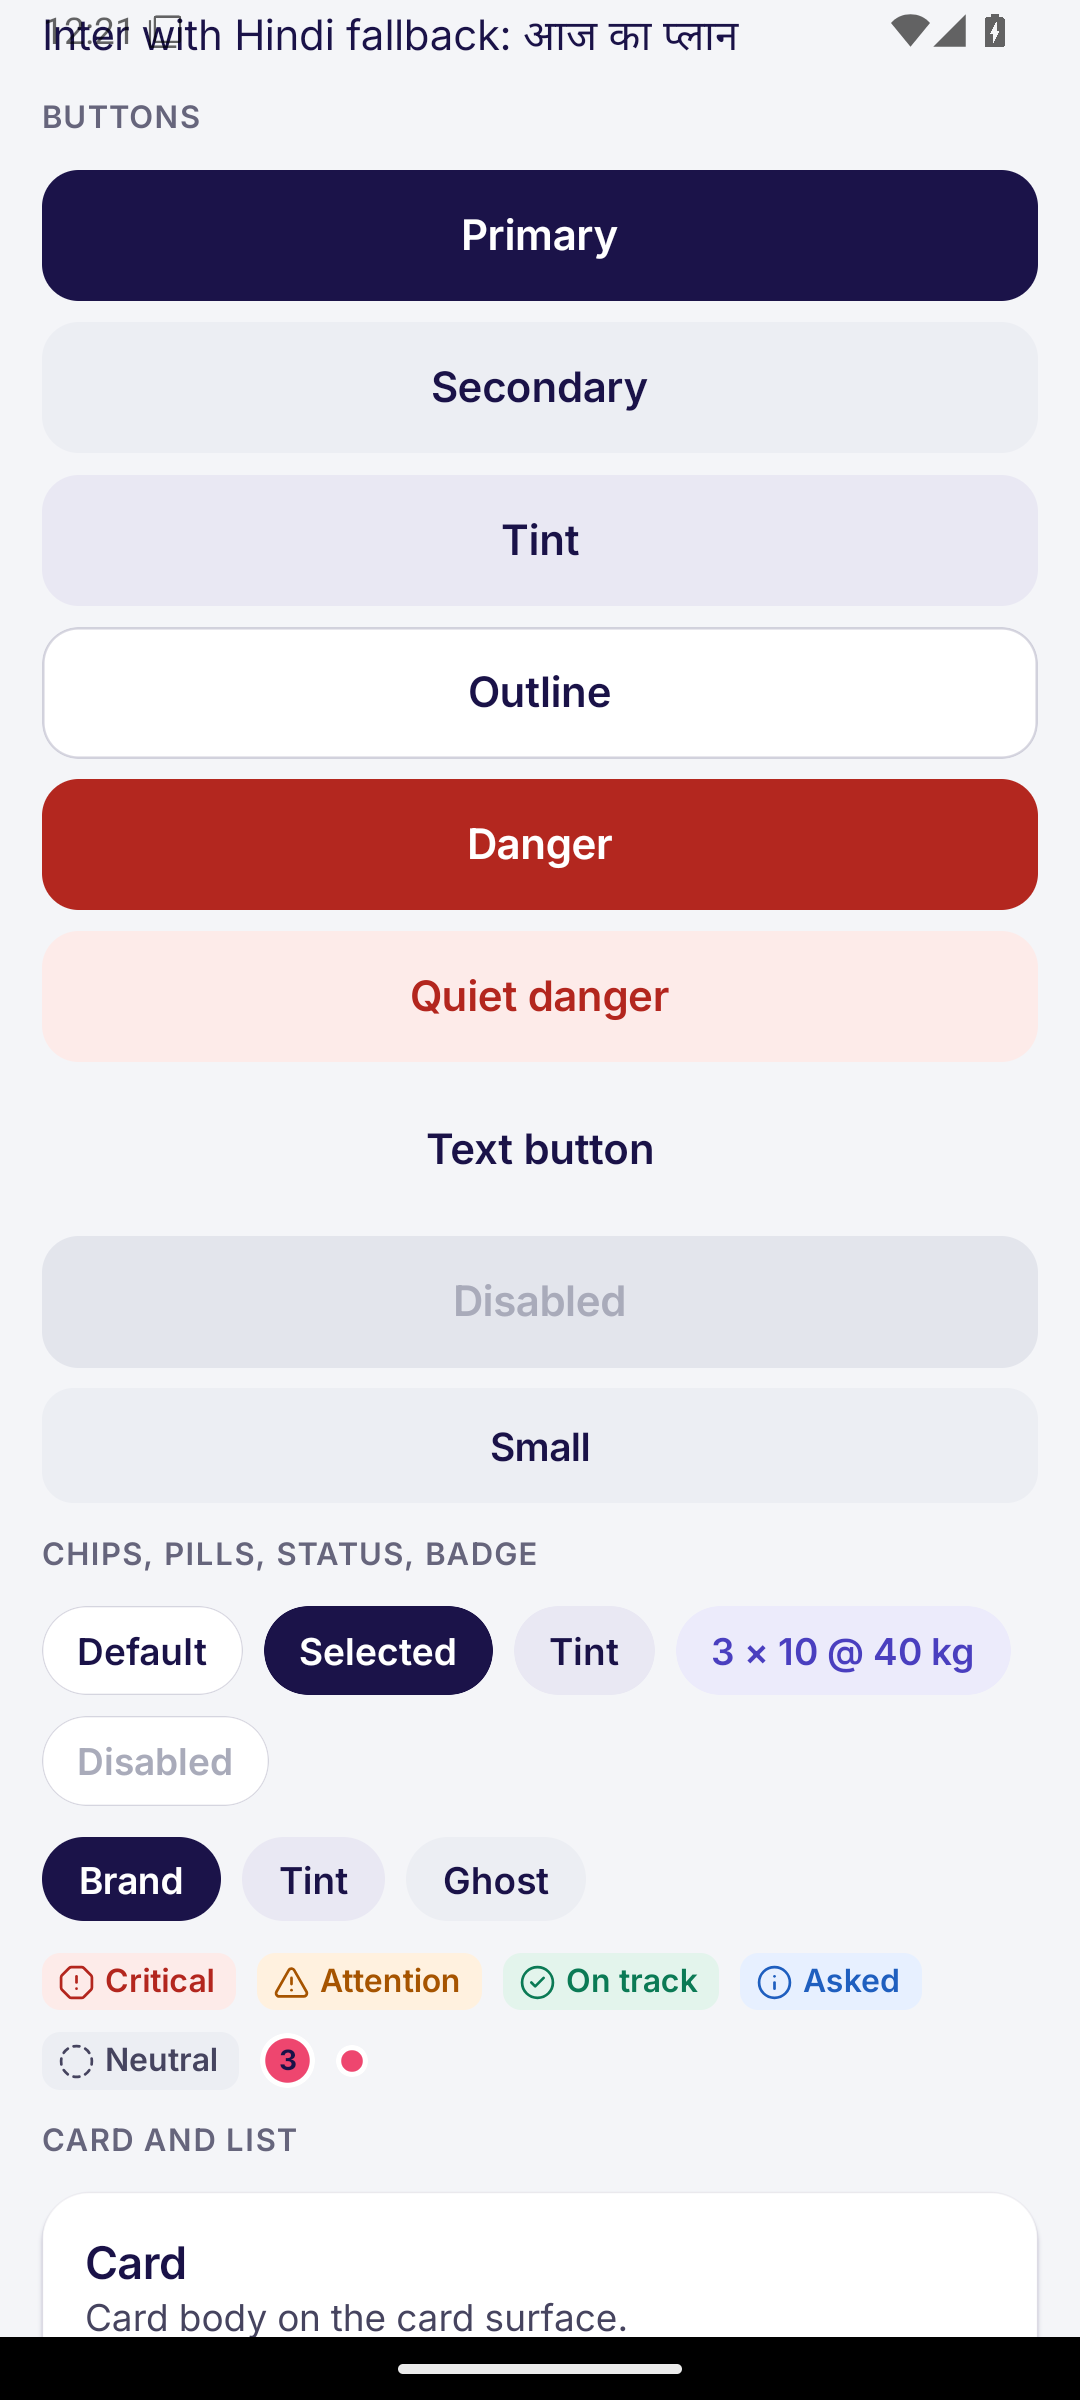 12:21
Inter with Hindi fallback: आज का प्लान
BUTTONS
Primary
Secondary
Tint
Outline
Danger
Quiet danger
Text button
Disabled
Small
CHIPS, PILLS, STATUS, BADGE
Default Selected Tint 3 × 10 @ 40 kg
Disabled
Brand Tint Ghost
Critical Attention On track Asked
Neutral 3
CARD AND LIST
Card
Card body on the card surface.